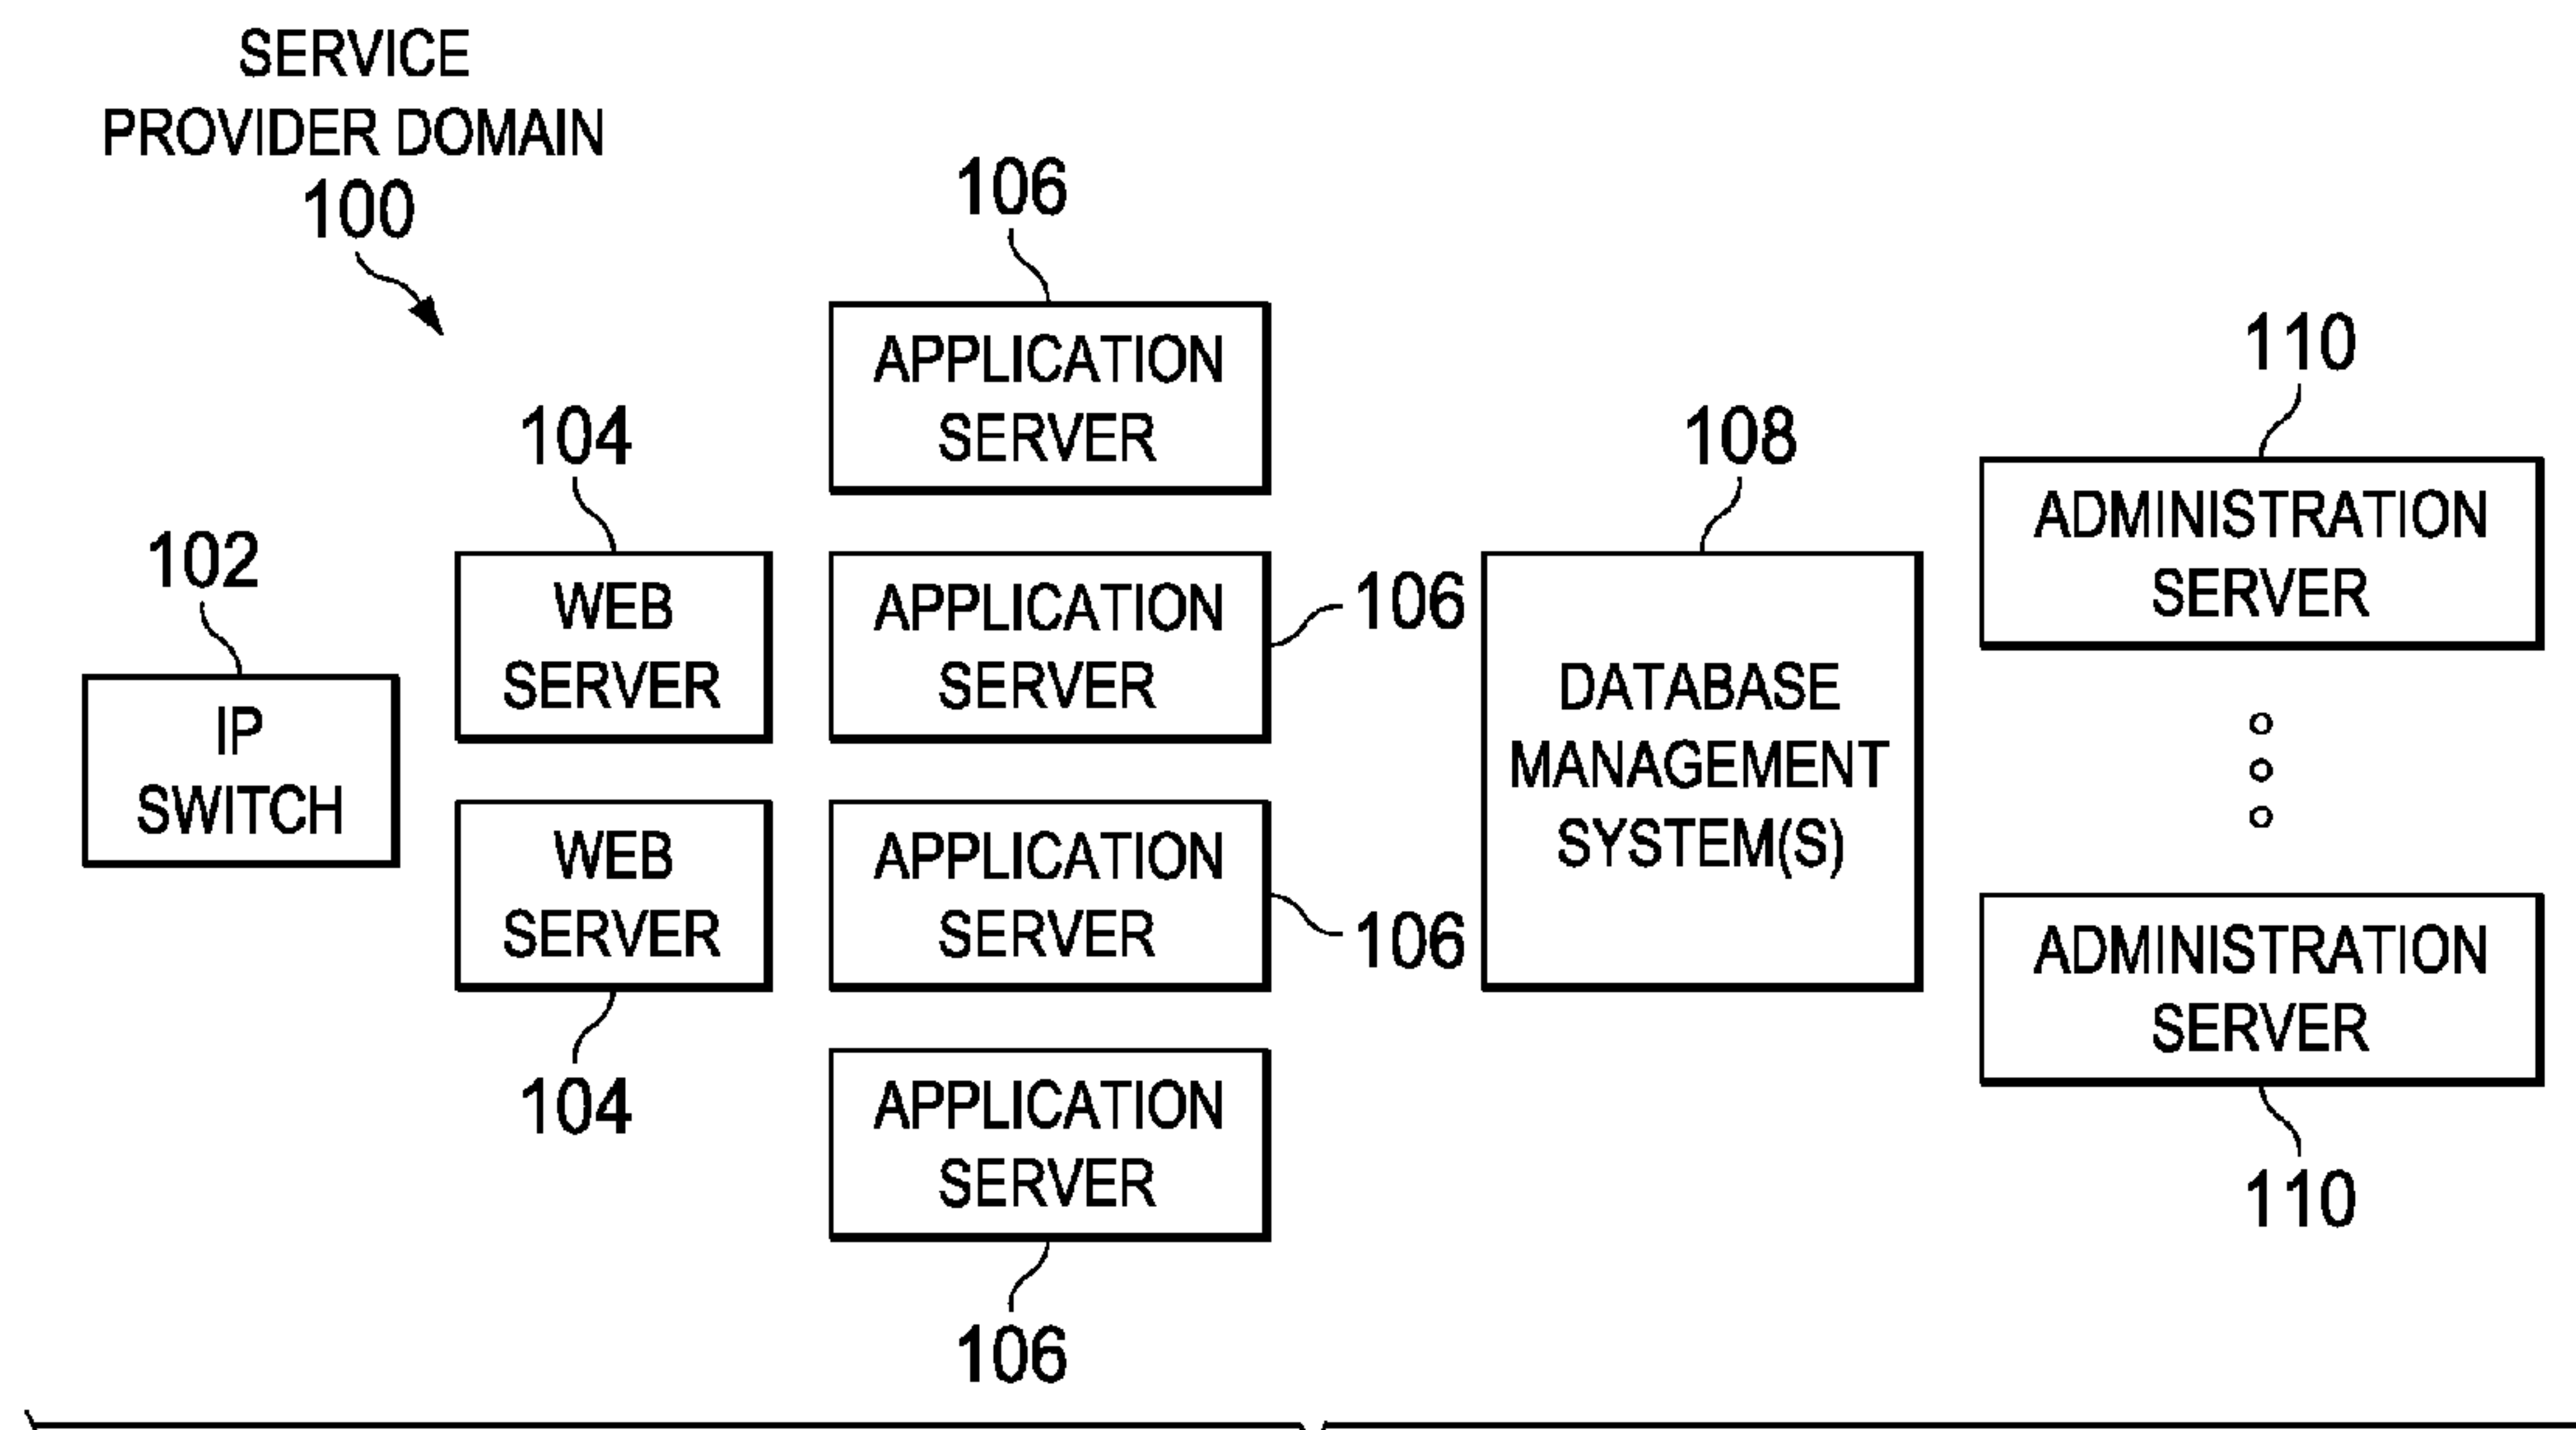 SERVICE
PROVIDER DOMAIN
100
102
IP
SWITCH
104
WEB
SERVER
WEB
SERVER
104
106
APPLICATION
SERVER
APPLICATION
SERVER
106
APPLICATION
SERVER
106
APPLICATION
SERVER
106
108
DATABASE
MANAGEMENT
SYSTEM(S)
110
ADMINISTRATION
SERVER
ADMINISTRATION
SERVER
110